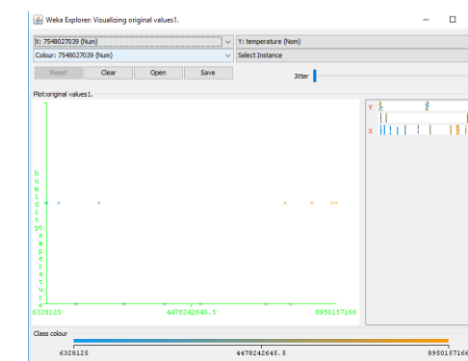 Weka Explorer: Visualizing original values1.
X: 7548027039 (Num)
Y: temperature (Nom)
Colour: 7548027039 (Num)
Select Instance
Reset
Clear
Open
Save
Jitter
Plot:original values1.
Y
X
6328125
4478242645.5
8950157166
Class colour
6328125
4478242645.5
8950157166